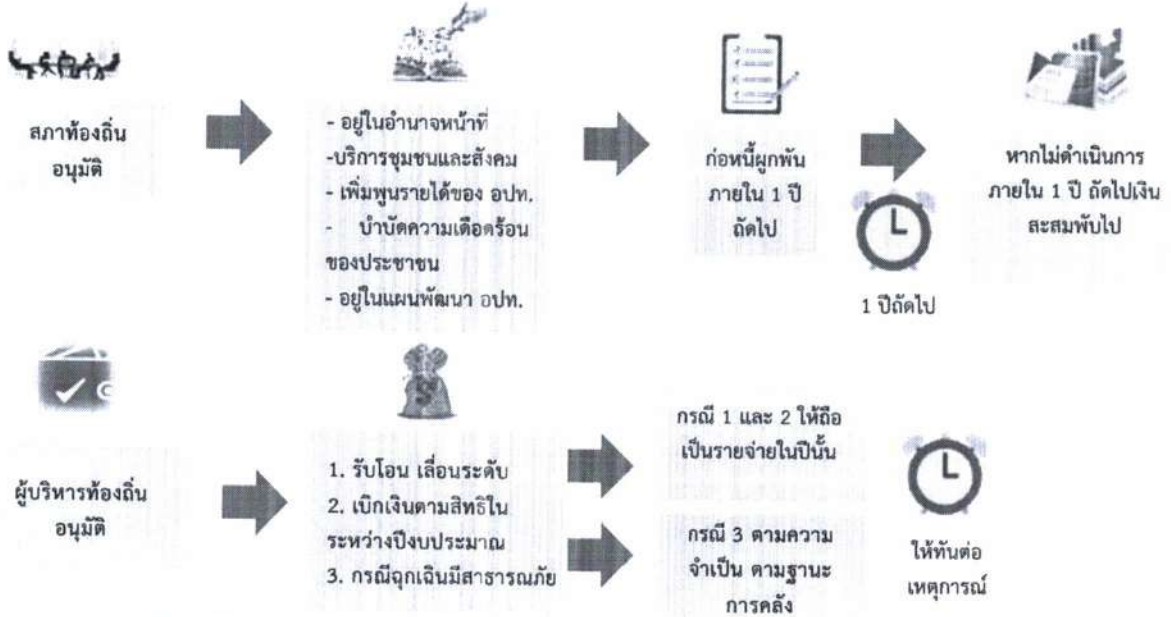 สภาท้องถิ่น
อนุมัติ
- อยู่ในอำนาจหน้าที่
-บริการชุมชนและสังคม
- เพิ่มพูนรายได้ของ อปท.
- บำบัดความเดือดร้อน
ของประชาชน
- อยู่ในแผนพัฒนา อปท.
ก่อหนี้ผูกพัน
ภายใน 1 ปี
ถัดไป
1 ปีถัดไป
หากไม่ดำเนินการ
ภายใน 1 ปี ถัดไปเงิน
สะสมพับไป
ผู้บริหารท้องถิ่น
อนุมัติ
1. รับโอน เลื่อนระดับ
2. เบิกเงินตามสิทธิใน
ระหว่างปีงบประมาณ
3. กรณีฉุกเฉินมีสาธารณภัย
กรณี 1 และ 2 ให้ถือ
เป็นรายจ่ายในปีนั้น
กรณี 3 ตามความ
จำเป็น ตามฐานะ
การคลัง
ให้ทันต่อ
เหตุการณ์